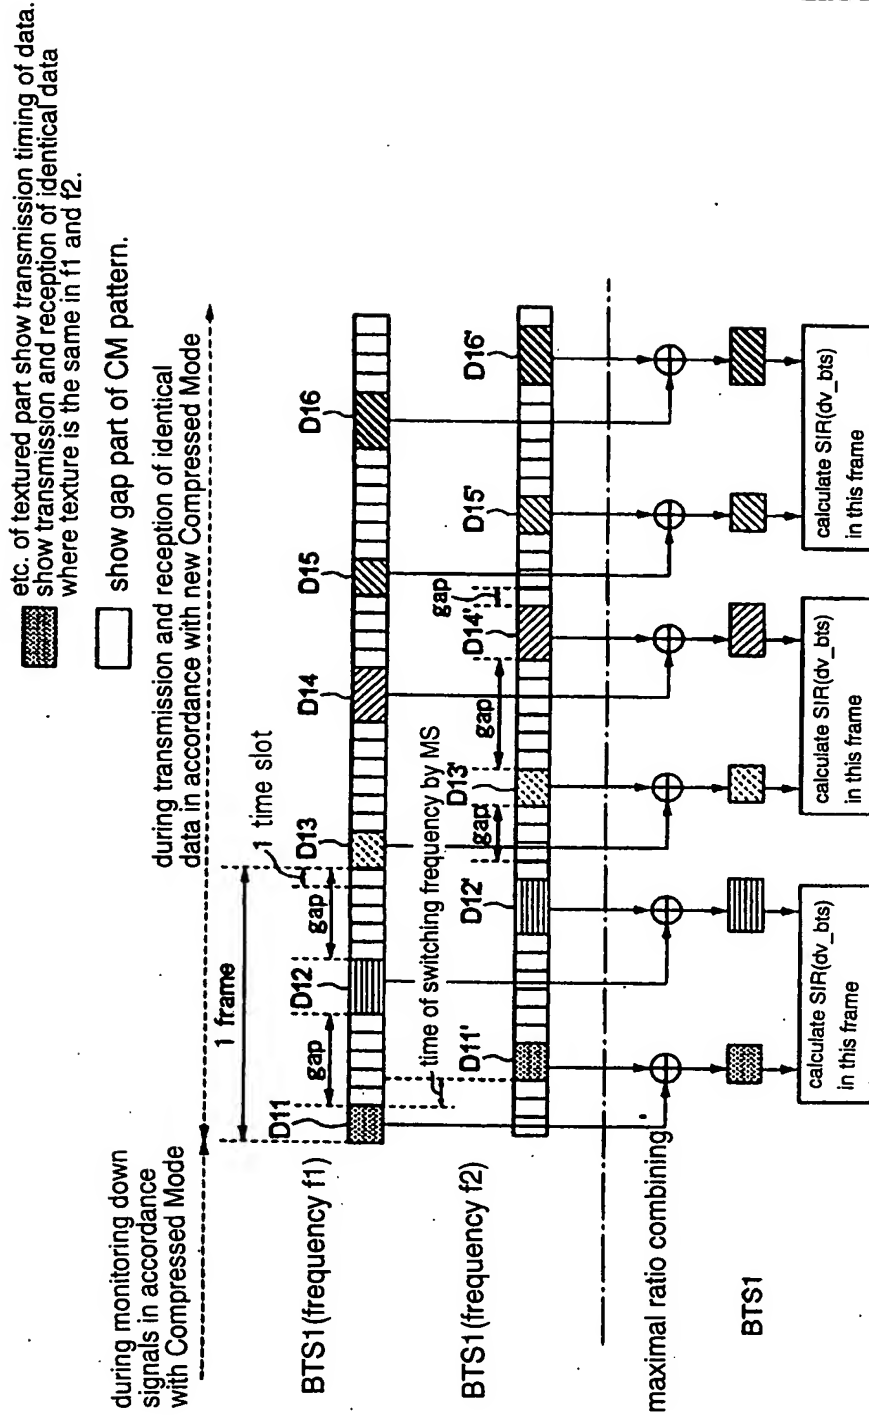 etc. of textured part show transmission timing of data.
show transmission and reception of identical data
where texture is the same in f1 and f2.
show gap part of CM pattern.
during monitoring down
signals in accordance
with Compressed Mode
during transmission and reception of identical
data in accordance with new Compressed Mode
1 frame
1 time slot
D11
gap
D12
gap
D13
D14
D15
D16
BTS1(frequency f1)
time of switching frequency by MS
D11'
D12'
gap
D13'
gap
D14'
gap
D15'
D16'
BTS1(frequency f2)
maximal ratio combining
BTS1
calculate SIR(dv_bts)
in this frame
calculate SIR(dv_bts)
in this frame
calculate SIR(dv_bts)
in this frame